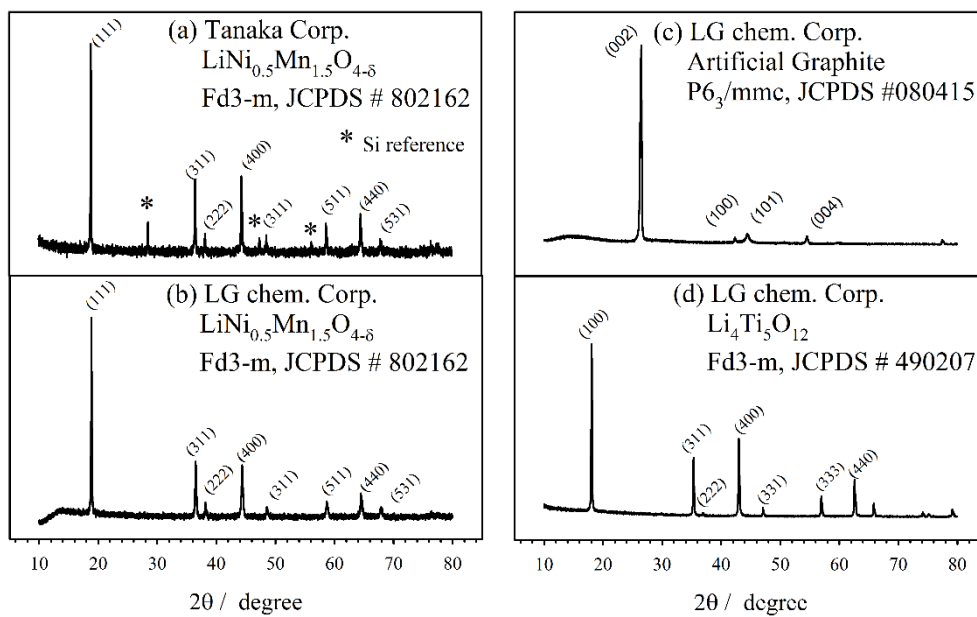 (a) Tanaka Corp.
LiNi0.5Mn1.5O4-δ
Fd3-m, JCPDS # 802162
* Si reference
(111)
*
(311)
(222)
(400)
*
(311)
*
(511)
(440)
(531)
(b) LG chem. Corp.
LiNi0.5Mn1.5O4-δ
Fd3-m, JCPDS # 802162
(111)
(311)
(222)
(400)
(311)
(511)
(440)
(531)
10 20 30 40 50 60 70 80
2θ / degree
(c) LG chem. Corp.
Artificial Graphite
P63/mmc, JCPDS #080415
(002)
(100)
(101)
(004)
(d) LG chem. Corp.
Li4Ti5O12
Fd3-m, JCPDS # 490207
(100)
(311)
(222)
(400)
(331)
(333)
(440)
10 20 30 40 50 60 70 80
2θ / degree